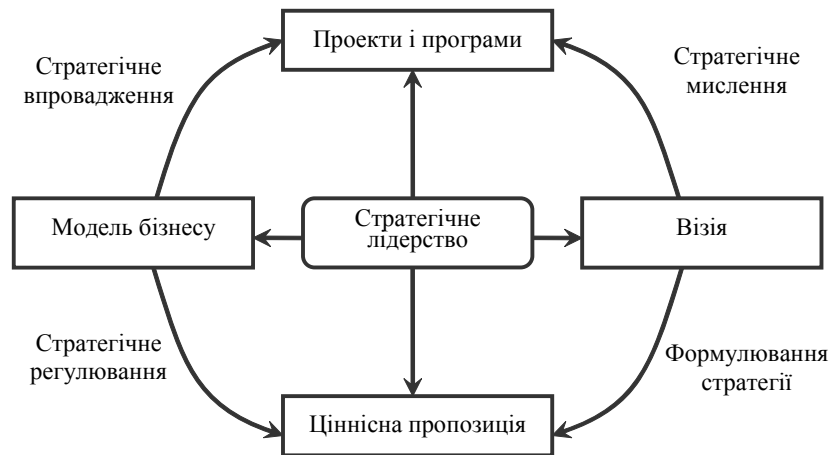 Проекти і програми
Стратегічне
впровадження
Стратегічне
мислення
Модель бізнесу
Стратегічне
лідерство
Візія
Стратегічне
регулювання
Формулювання
стратегії
Ціннісна пропозиція